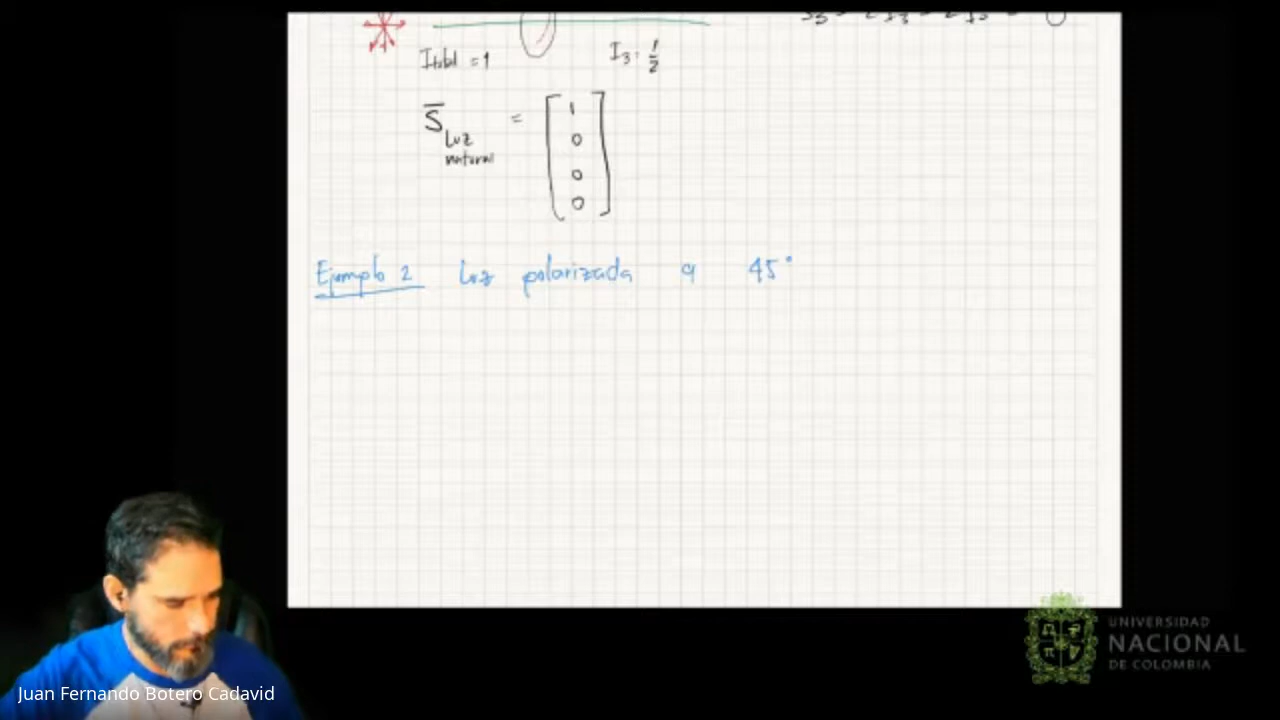 Itotal = 1
I3 = 1/2
S Luz natural = [ 1 0 0 0 ]
Ejemplo 2 Luz polarizada a 45°
UNIVERSIDAD
NACIONAL
DE COLOMBIA
Juan Fernando Botero Cadavid